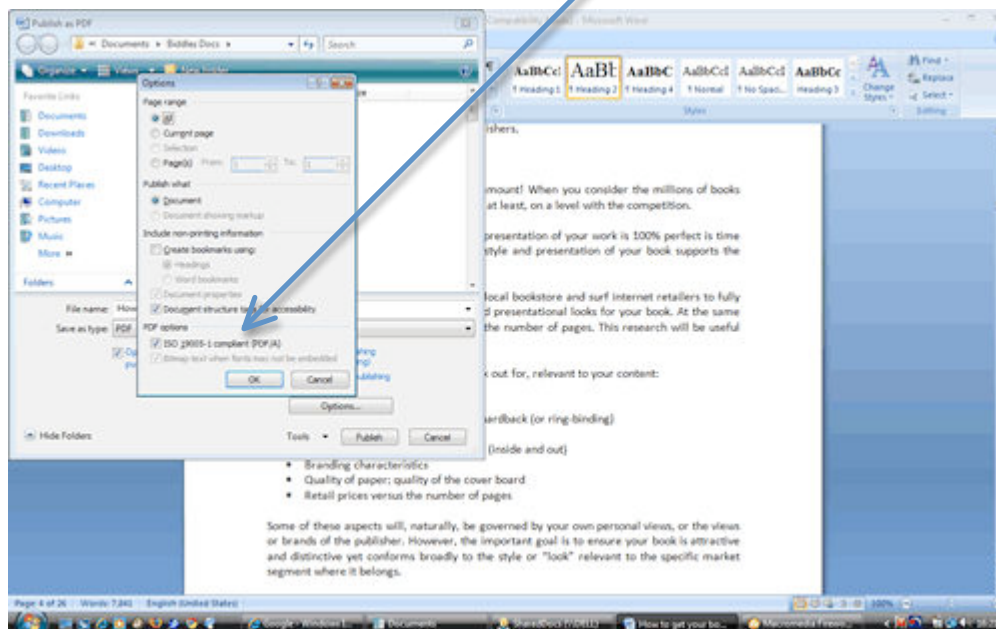 Publish as PDF
Documents ▸ Biddles Docs ▸
Search
Organize
Views
New Folder
Favorite Links
Documents
Downloads
Videos
Desktop
Recent Places
Computer
Pictures
Music
More
Folders
File name: How
Save as type: PDF
Hide Folders
Options...
Tools
Publish
Cancel
Options
Page range
All
Current page
Selection
Page(s) From: 1 To: 1
Publish what
Document
Document showing markup
Include non-printing information
Create bookmarks using:
Headings
Word bookmarks
Document properties
Document structure tags for accessibility
PDF options
ISO 19005-1 compliant (PDF/A)
Bitmap text when fonts may not be embedded
OK Cancel
Microsoft Word
AaBbCc AaBb AaBbC AaBbCcI AaBbCcI AaBbCc
Heading 1 Heading 2 Heading 4 Normal No Spac... Heading 3
Change Styles
Styles
Find
Replace
Select
Editing
ishers.
mount! When you consider the millions of books
at least, on a level with the competition.
presentation of your work is 100% perfect is time
style and presentation of your book supports the
local bookstore and surf internet retailers to fully
d presentational looks for your book. At the same
the number of pages. This research will be useful
k out for, relevant to your content:
ardback (or ring-binding)
(inside and out)
• Branding characteristics
• Quality of paper; quality of the cover board
• Retail prices versus the number of pages
Some of these aspects will, naturally, be governed by your own personal views, or the views
or brands of the publisher. However, the important goal is to ensure your book is attractive
and distinctive yet conforms broadly to the style or "look" relevant to the specific market
segment where it belongs.
Page: 4 of 26 Words: 7,841 English (United States) 100%
Google - Windows I... Documents SharedDocs (\\DELL) How to get your bo... Macromedia Firewo...